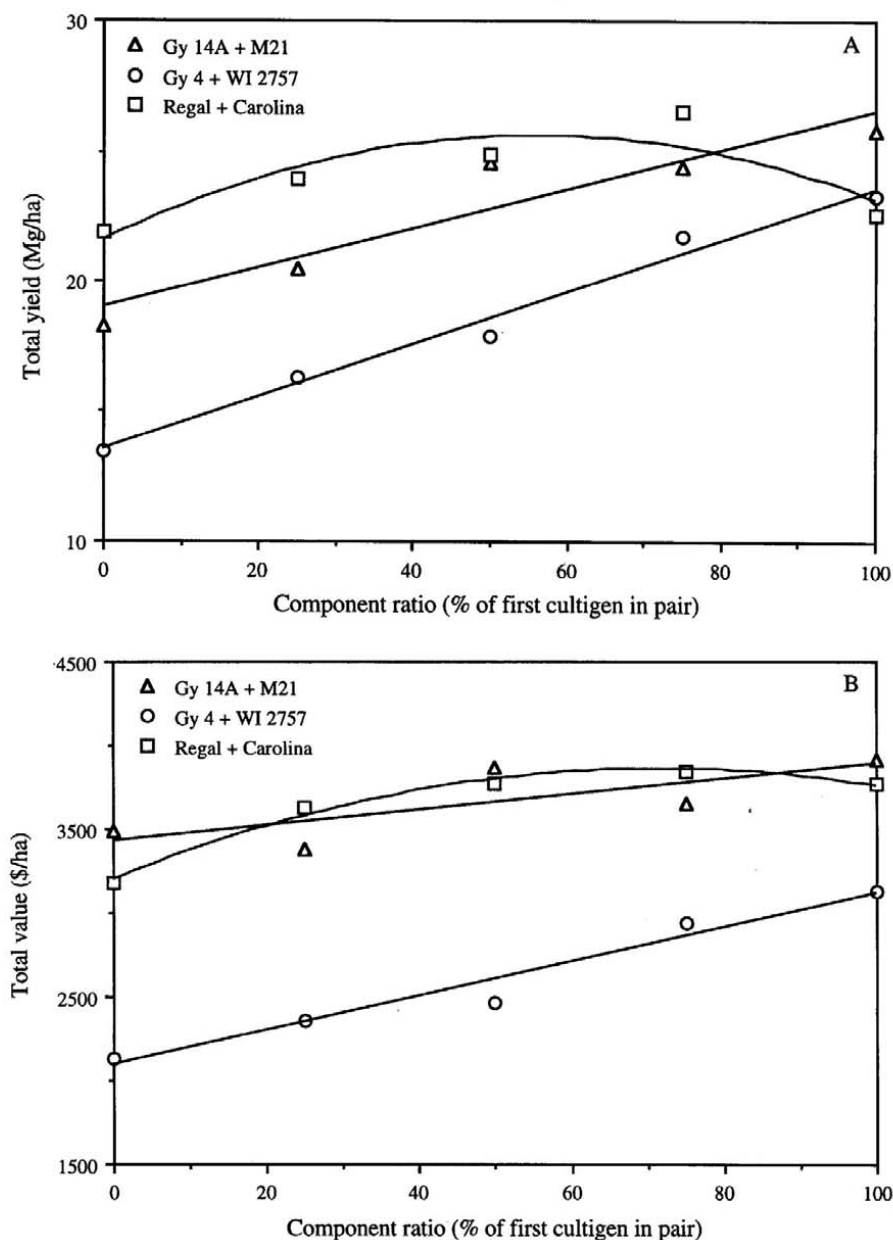 30
A
Gy 14A + M21
Gy 4 + WI 2757
Regal + Carolina
20
10
Total yield (Mg/ha)
0 20 40 60 80 100
Component ratio (% of first cultigen in pair)
4500
B
Gy 14A + M21
Gy 4 + WI 2757
Regal + Carolina
3500
2500
1500
Total value ($/ha)
0 20 40 60 80 100
Component ratio (% of first cultigen in pair)